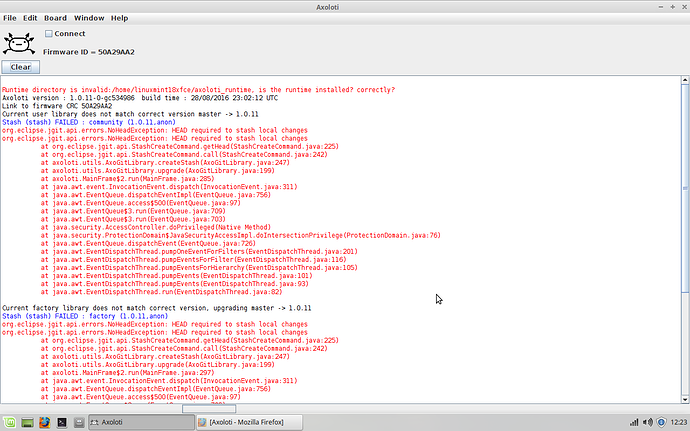 Axoloti
File Edit Board Window Help
Connect
Firmware ID = 50A29AA2
Clear
Runtime directory is invalid:/home/linuxmint18xfce/axoloti_runtime, is the runtime installed? correctly?
Axoloti version : 1.0.11-0-gc534986 build time : 28/08/2016 23:02:12 UTC
Link to firmware CRC 50A29AA2
Current user library does not match correct version master -> 1.0.11
Stash (stash) FAILED : community (1.0.11,anon)
org.eclipse.jgit.api.errors.NoHeadException: HEAD required to stash local changes
org.eclipse.jgit.api.errors.NoHeadException: HEAD required to stash local changes
at org.eclipse.jgit.api.StashCreateCommand.getHead(StashCreateCommand.java:225)
at org.eclipse.jgit.api.StashCreateCommand.call(StashCreateCommand.java:242)
at axoloti.utils.AxoGitLibrary.createStash(AxoGitLibrary.java:247)
at axoloti.utils.AxoGitLibrary.upgrade(AxoGitLibrary.java:199)
at axoloti.MainFrame$2.run(MainFrame.java:285)
at java.awt.event.InvocationEvent.dispatch(InvocationEvent.java:311)
at java.awt.EventQueue.dispatchEventImpl(EventQueue.java:756)
at java.awt.EventQueue.access$500(EventQueue.java:97)
at java.awt.EventQueue$3.run(EventQueue.java:709)
at java.awt.EventQueue$3.run(EventQueue.java:703)
at java.security.AccessController.doPrivileged(Native Method)
at java.security.ProtectionDomain$JavaSecurityAccessImpl.doIntersectionPrivilege(ProtectionDomain.java:76)
at java.awt.EventQueue.dispatchEvent(EventQueue.java:726)
at java.awt.EventDispatchThread.pumpOneEventForFilters(EventDispatchThread.java:201)
at java.awt.EventDispatchThread.pumpEventsForFilter(EventDispatchThread.java:116)
at java.awt.EventDispatchThread.pumpEventsForHierarchy(EventDispatchThread.java:105)
at java.awt.EventDispatchThread.pumpEvents(EventDispatchThread.java:101)
at java.awt.EventDispatchThread.pumpEvents(EventDispatchThread.java:93)
at java.awt.EventDispatchThread.run(EventDispatchThread.java:82)
Current factory library does not match correct version, upgrading master -> 1.0.11
Stash (stash) FAILED : factory (1.0.11,anon)
org.eclipse.jgit.api.errors.NoHeadException: HEAD required to stash local changes
org.eclipse.jgit.api.errors.NoHeadException: HEAD required to stash local changes
at org.eclipse.jgit.api.StashCreateCommand.getHead(StashCreateCommand.java:225)
at org.eclipse.jgit.api.StashCreateCommand.call(StashCreateCommand.java:242)
at axoloti.utils.AxoGitLibrary.createStash(AxoGitLibrary.java:247)
at axoloti.utils.AxoGitLibrary.upgrade(AxoGitLibrary.java:199)
at axoloti.MainFrame$2.run(MainFrame.java:297)
at java.awt.event.InvocationEvent.dispatch(InvocationEvent.java:311)
at java.awt.EventQueue.dispatchEventImpl(EventQueue.java:756)
at java.awt.EventQueue.access$500(EventQueue.java:97)
Axoloti
[Axoloti - Mozilla Firefox]
12:23